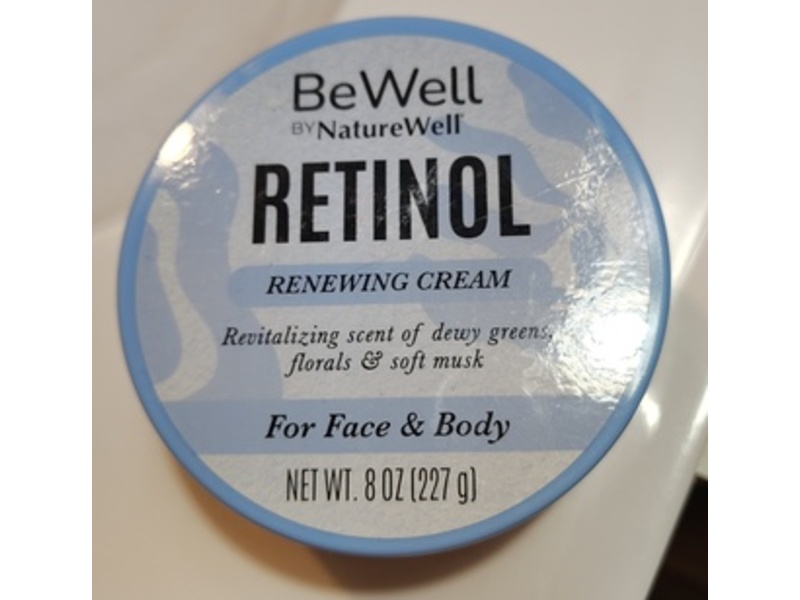 BeWell
BY NatureWell
RETINOL
RENEWING CREAM
Revitalizing scent of dewy greens,
florals & soft musk
For Face & Body
NET WT. 8 OZ (227 g)